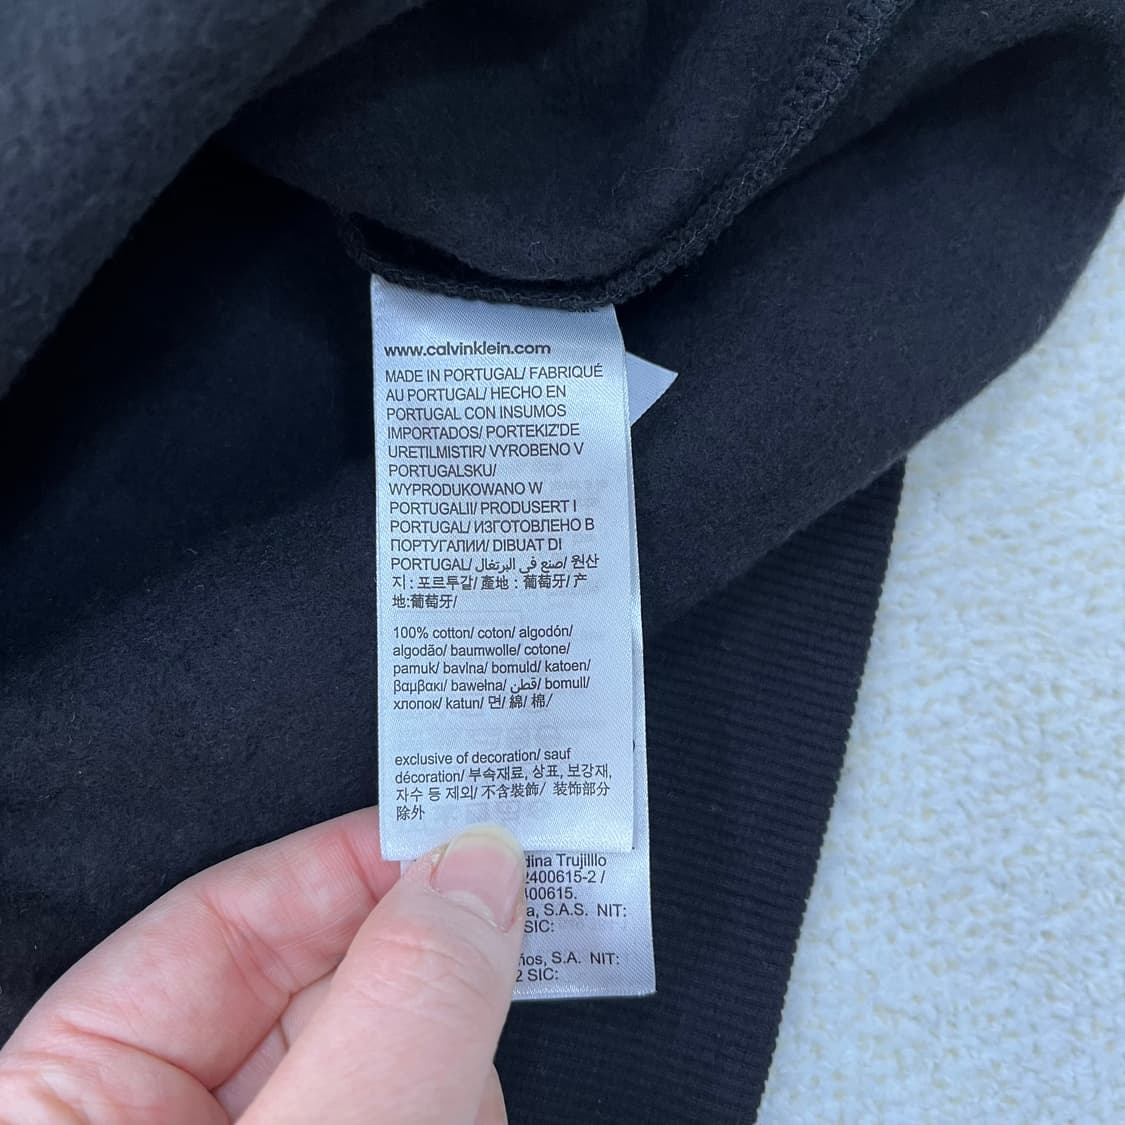 www.calvinklein.com
MADE IN PORTUGAL/ FABRIQUÉ
AU PORTUGAL/ HECHO EN
PORTUGAL CON INSUMOS
IMPORTADOS/ PORTEKIZ'DE
URETILMISTIR/ VYROBENO V
PORTUGALSKU/
WYPRODUKOWANO W
PORTUGALII/ PRODUSERT I
PORTUGAL/ ИЗГОТОВЛЕНО В
ПОРТУГАЛИИ/ DIBUAT DI
PORTUGAL/ صنع في البرتغال/ 원산
지 : 포르투갈/ 產地 : 葡萄牙/ 产
地:葡萄牙/
100% cotton/ coton/ algodón/
algodão/ baumwolle/ cotone/
pamuk/ bavlna/ bomuld/ katoen/
βαμβακι/ bawełna/ قطن/ bomull/
хлопок/ katun/ 면/ 綿/ 棉/
exclusive of decoration/ sauf
décoration/ 부속재료, 상표, 보강재,
자수 등 제외/ 不含裝飾/ 装饰部分
除外
Trujilllo
2400615-2 /
400615.
S.A.S. NIT:
SIC:
S.A. NIT:
2 SIC: